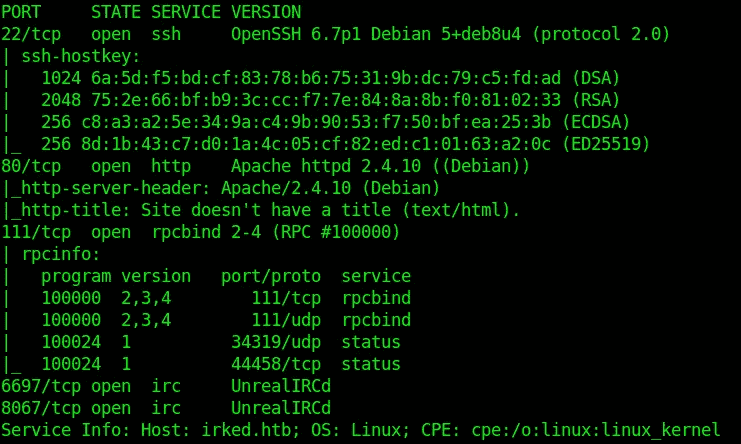 PORT     STATE SERVICE VERSION
22/tcp   open  ssh     OpenSSH 6.7p1 Debian 5+deb8u4 (protocol 2.0)
| ssh-hostkey:
|   1024 6a:5d:f5:bd:cf:83:78:b6:75:31:9b:dc:79:c5:fd:ad (DSA)
|   2048 75:2e:66:bf:b9:3c:cc:f7:7e:84:8a:8b:f0:81:02:33 (RSA)
|   256 c8:a3:a2:5e:34:9a:c4:9b:90:53:f7:50:bf:ea:25:3b (ECDSA)
|_  256 8d:1b:43:c7:d0:1a:4c:05:cf:82:ed:c1:01:63:a2:0c (ED25519)
80/tcp   open  http    Apache httpd 2.4.10 ((Debian))
|_http-server-header: Apache/2.4.10 (Debian)
|_http-title: Site doesn't have a title (text/html).
111/tcp  open  rpcbind 2-4 (RPC #100000)
| rpcinfo:
|   program version   port/proto  service
|   100000  2,3,4        111/tcp  rpcbind
|   100000  2,3,4        111/udp  rpcbind
|   100024  1          34319/udp  status
|_  100024  1          44458/tcp  status
6697/tcp open  irc     UnrealIRCd
8067/tcp open  irc     UnrealIRCd
Service Info: Host: irked.htb; OS: Linux; CPE: cpe:/o:linux:linux_kernel